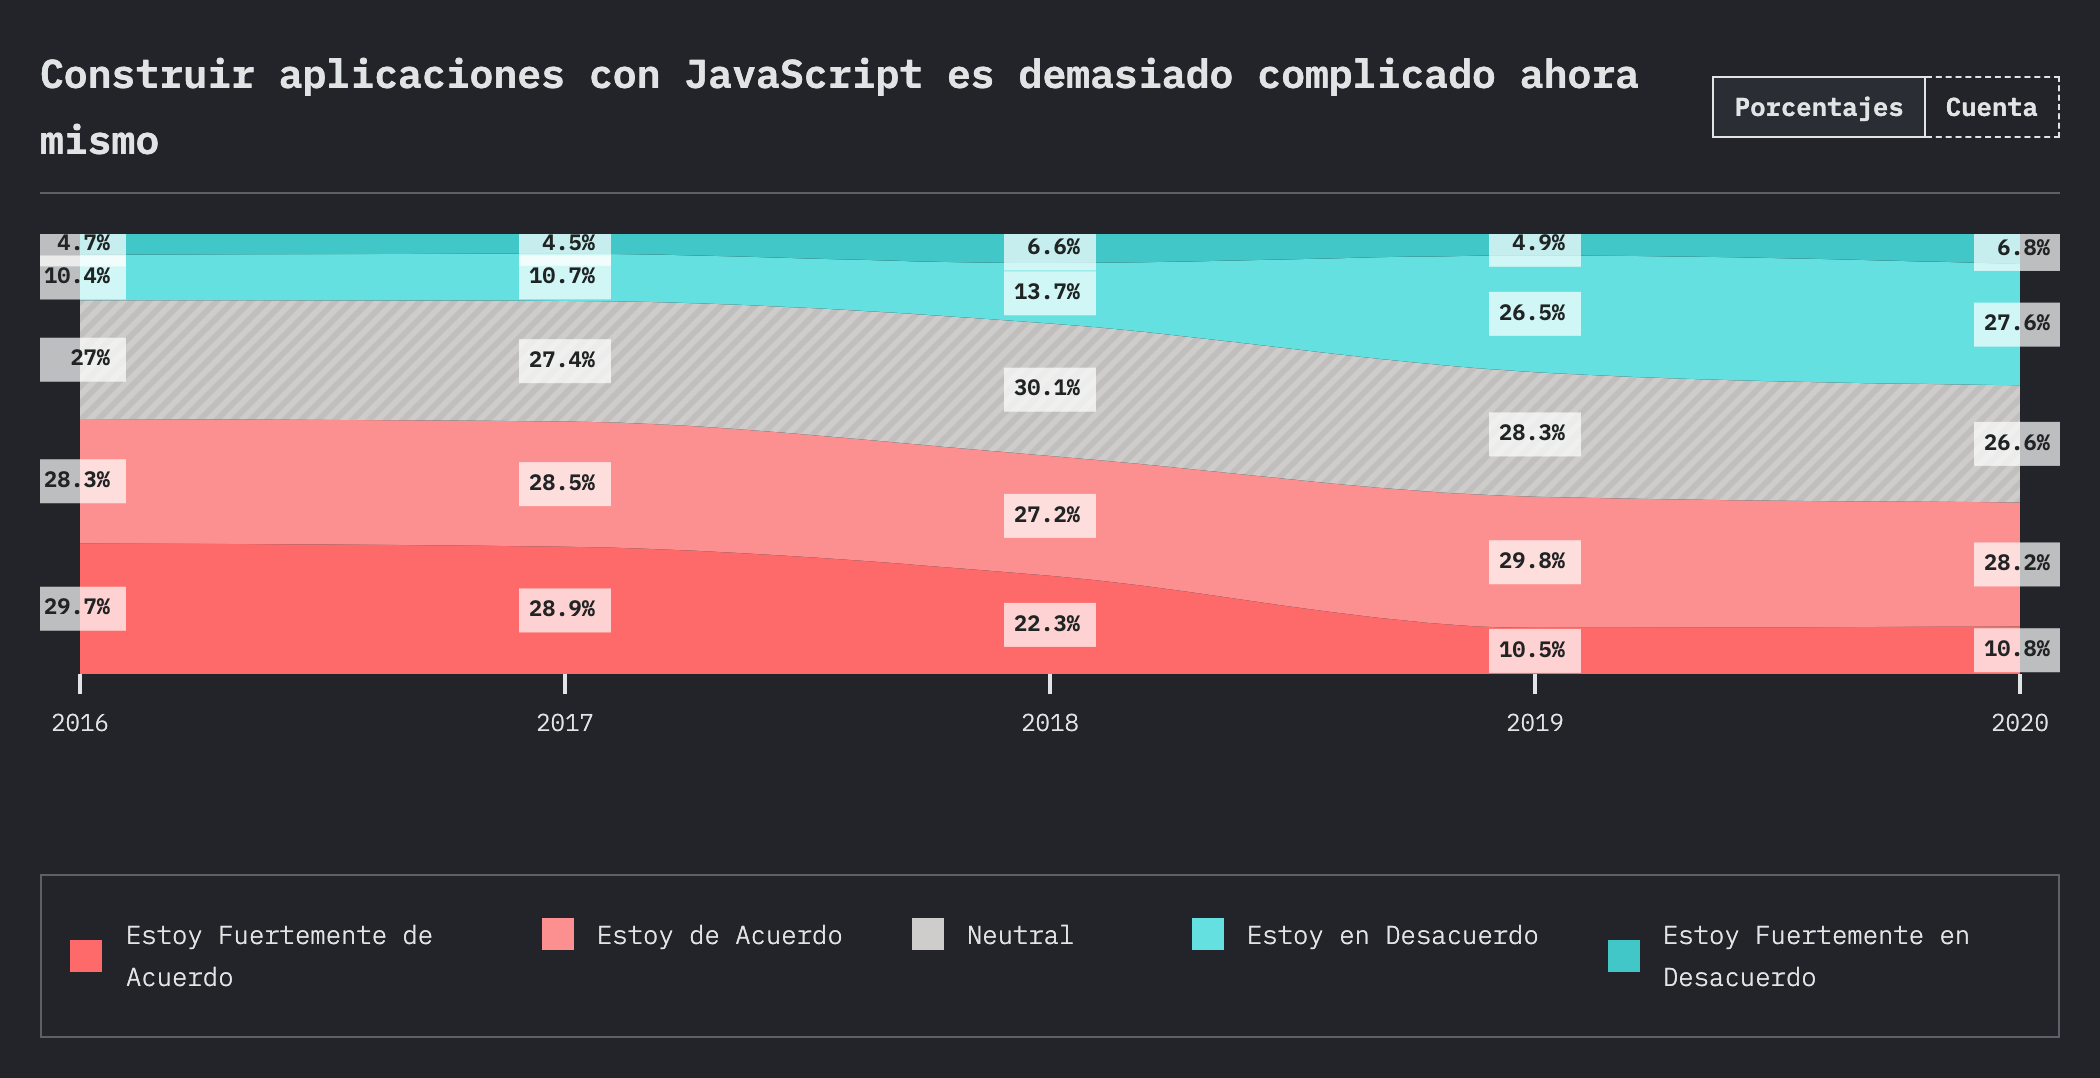 Construir aplicaciones con JavaScript es demasiado complicado ahora
mismo
Porcentajes Cuenta
4.7% 4.5% 6.6% 4.9% 6.8%
10.4% 10.7% 13.7% 26.5% 27.6%
27% 27.4% 30.1% 28.3% 26.6%
28.3% 28.5% 27.2% 29.8% 28.2%
29.7% 28.9% 22.3% 10.5% 10.8%
2016 2017 2018 2019 2020
Estoy Fuertemente de
Acuerdo
Estoy de Acuerdo
Neutral
Estoy en Desacuerdo
Estoy Fuertemente en
Desacuerdo